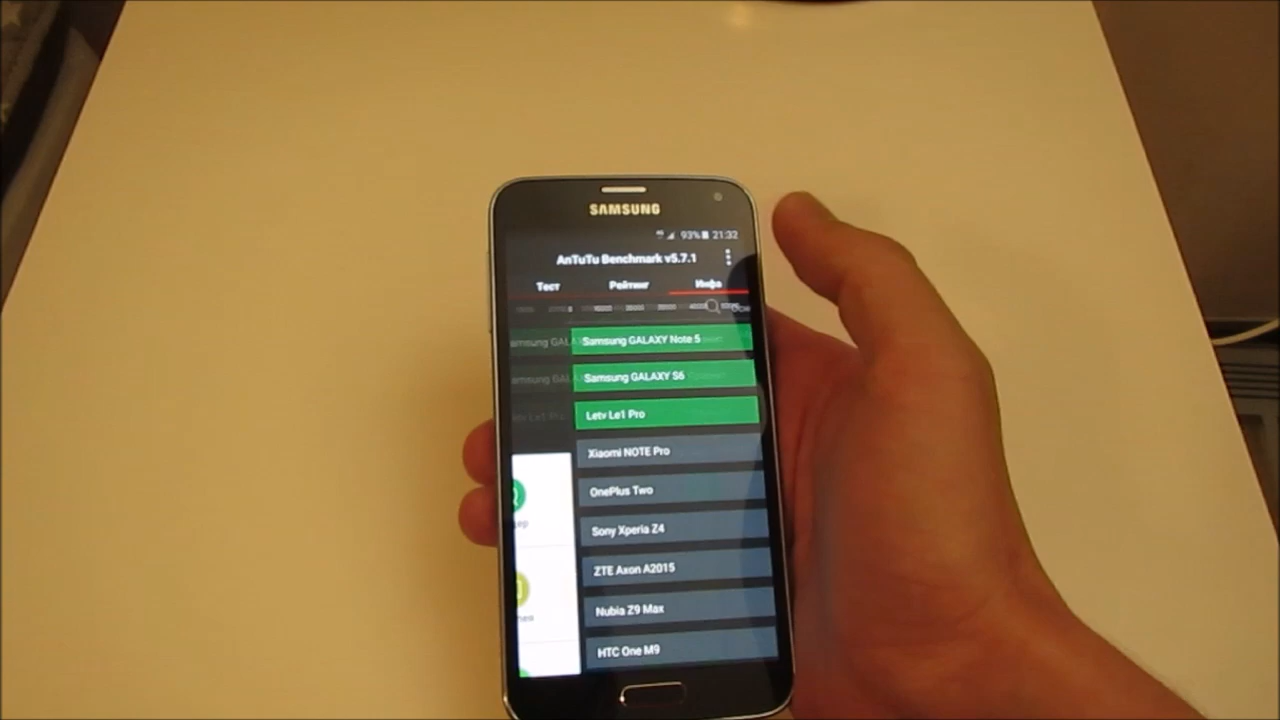 SAMSUNG
93% 21:32
AnTuTu Benchmark v5.7.1
Тест Рейтинг Инфа
Samsung GALAXY Note 5
Samsung GALAXY S6
Letv Le1 Pro
Xiaomi NOTE Pro
OnePlus Two
Sony Xperia Z4
ZTE Axon A2015
Nubia Z9 Max
HTC One M9